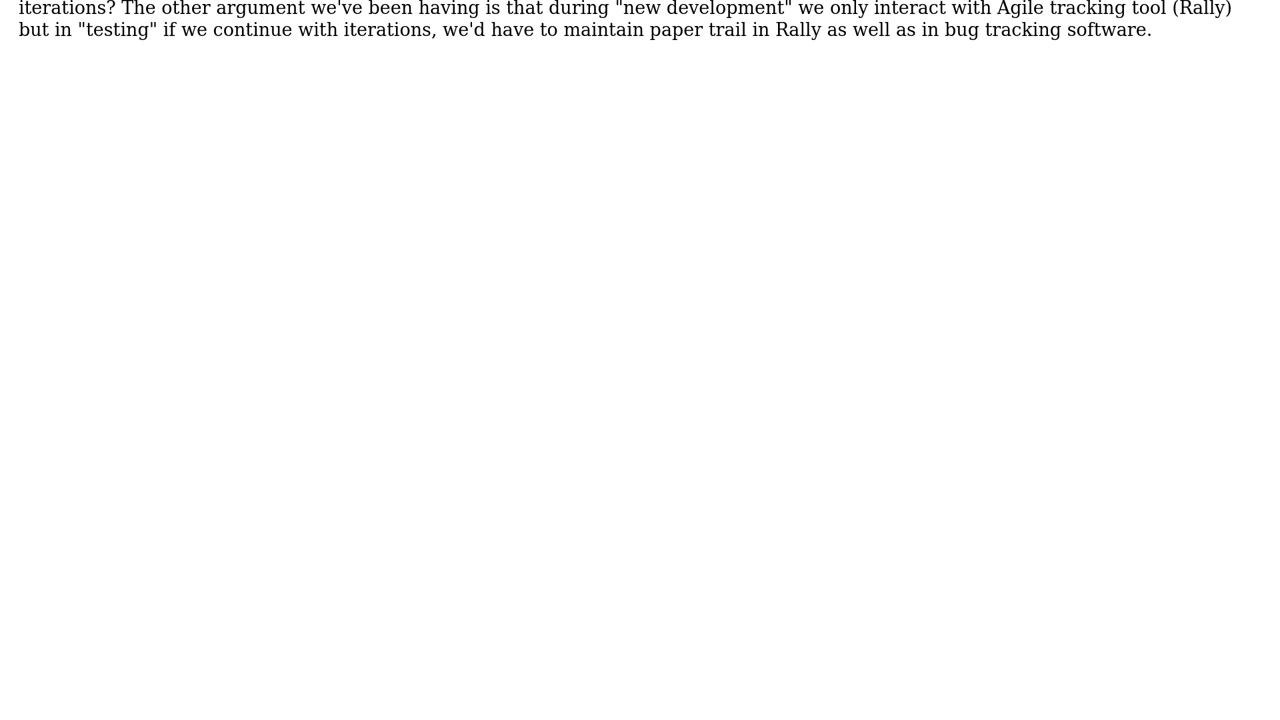 iterations? The other argument we've been having is that during "new development" we only interact with Agile tracking tool (Rally)
but in "testing" if we continue with iterations, we'd have to maintain paper trail in Rally as well as in bug tracking software.